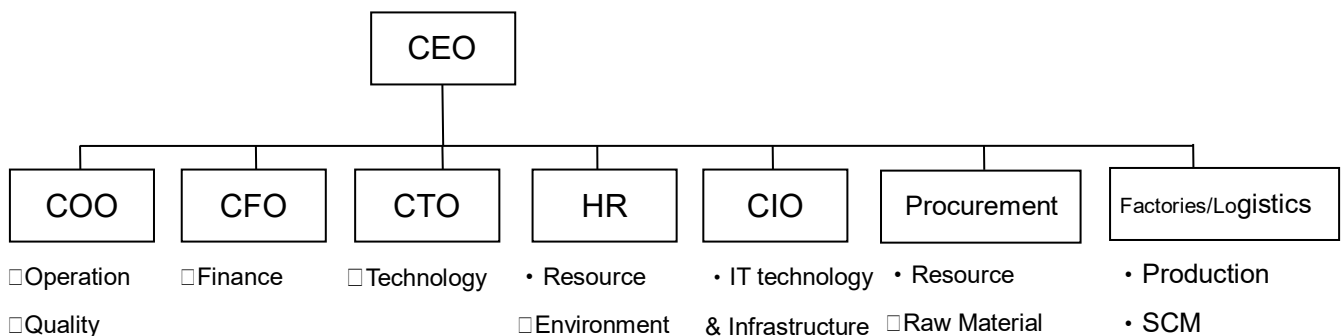 CEO
COO CFO CTO HR CIO Procurement Factories/Logistics
□Operation □Finance □Technology • Resource • IT technology • Resource • Production
□Quality □Environment & Infrastructure □Raw Material • SCM